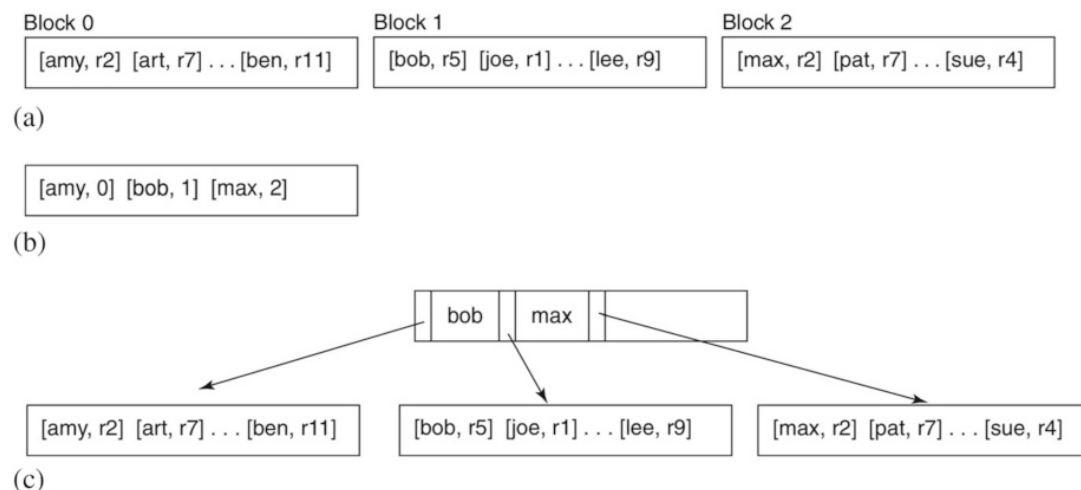 Block 0 Block 1 Block 2
[amy, r2] [art, r7] . . . [ben, r11] [bob, r5] [joe, r1] . . . [lee, r9] [max, r2] [pat, r7] . . . [sue, r4]
(a)
[amy, 0] [bob, 1] [max, 2]
(b)
bob max
[amy, r2] [art, r7] . . . [ben, r11] [bob, r5] [joe, r1] . . . [lee, r9] [max, r2] [pat, r7] . . . [sue, r4]
(c)